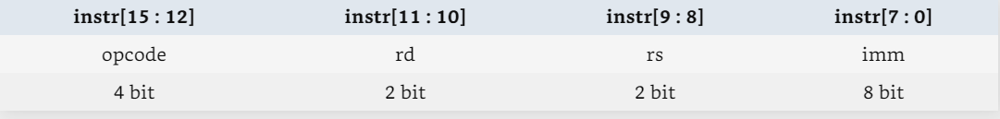 instr[15 : 12] instr[11 : 10] instr[9 : 8] instr[7 : 0]
opcode rd rs imm
4 bit 2 bit 2 bit 8 bit